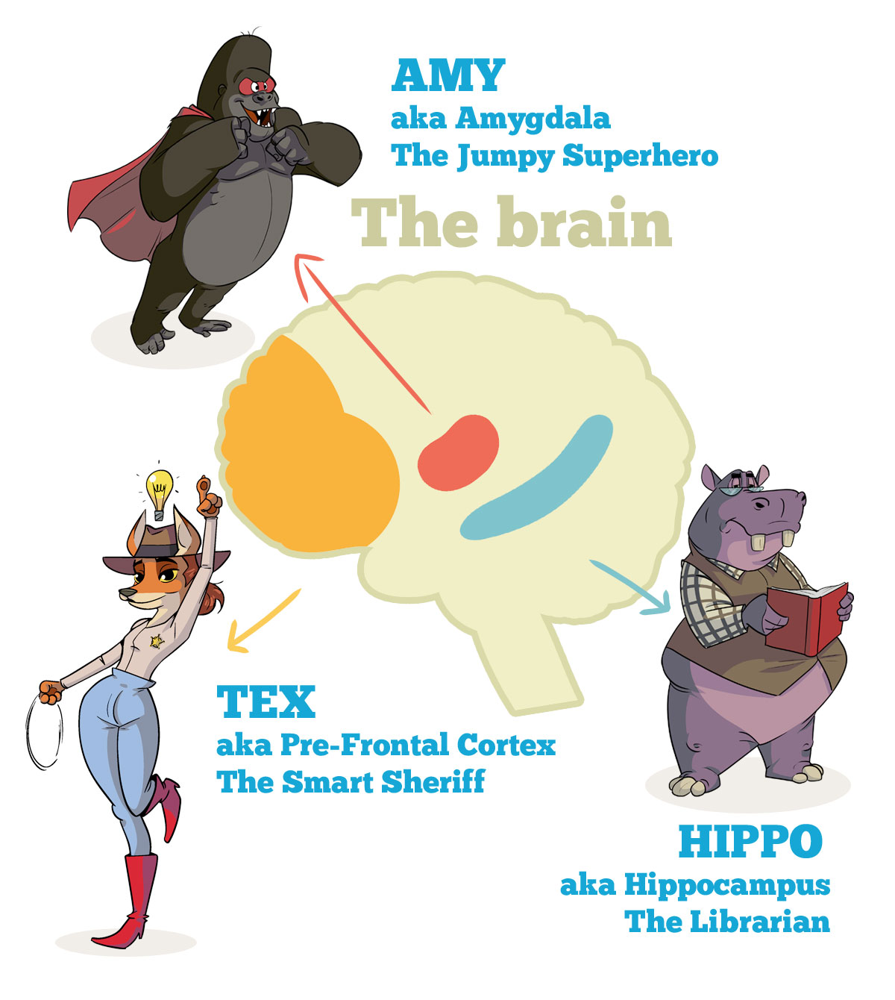 AMY
aka Amygdala
The Jumpy Superhero
The brain
TEX
aka Pre-Frontal Cortex
The Smart Sheriff
HIPPO
aka Hippocampus
The Librarian